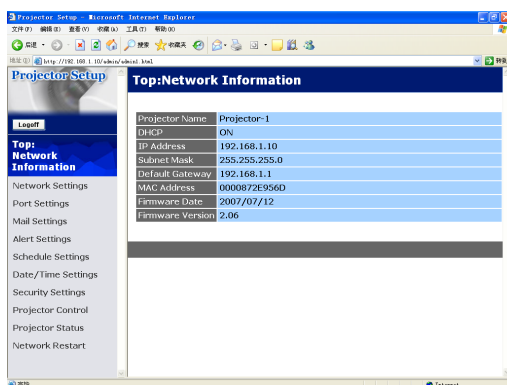 Projector Setup - Microsoft Internet Explorer
文件(F) 编辑(E) 查看(V) 收藏(A) 工具(T) 帮助(H)
后退 搜索 收藏夹
地址(D) http://192.168.1.10/admin/admin1.html 转到
Projector Setup
Logoff
Top:
Network
Information
Network Settings
Port Settings
Mail Settings
Alert Settings
Schedule Settings
Date/Time Settings
Security Settings
Projector Control
Projector Status
Network Restart
Top:Network Information
Projector Name Projector-1
DHCP ON
IP Address 192.168.1.10
Subnet Mask 255.255.255.0
Default Gateway 192.168.1.1
MAC Address 0000872E956D
Firmware Date 2007/07/12
Firmware Version 2.06
Internet